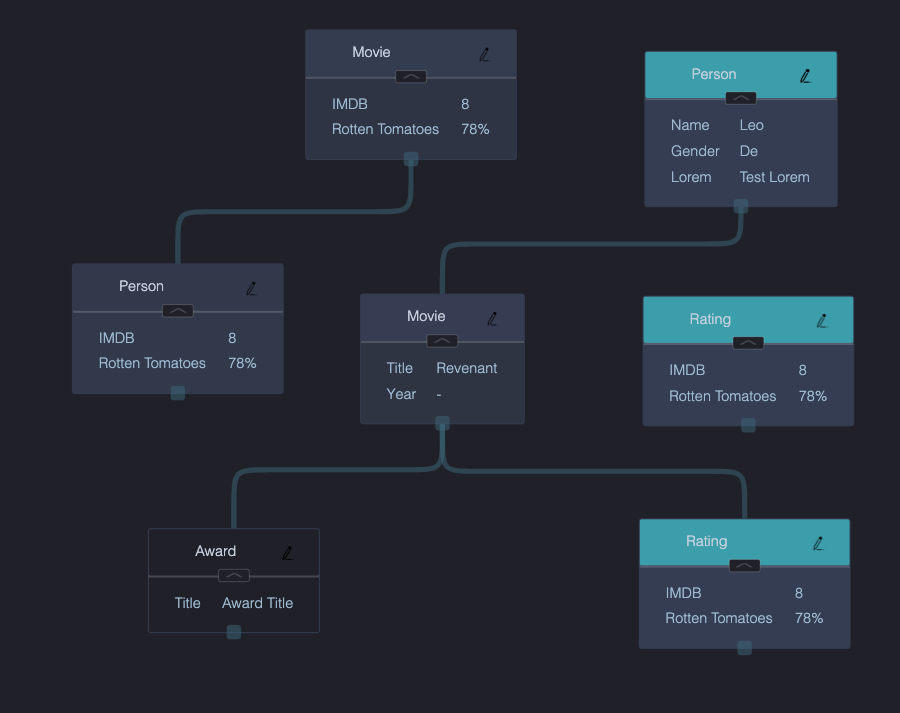 Movie
IMDB 8
Rotten Tomatoes 78%
Person
Name Leo
Gender De
Lorem Test Lorem
Person
IMDB 8
Rotten Tomatoes 78%
Movie
Title Revenant
Year -
Rating
IMDB 8
Rotten Tomatoes 78%
Award
Title Award Title
Rating
IMDB 8
Rotten Tomatoes 78%